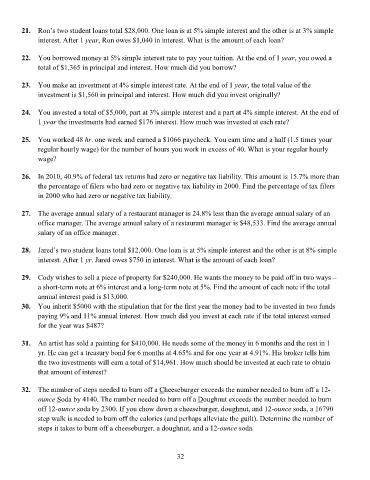 21. Ron's two student loans total $28,000. One loan is at 5% simple interest and the other is at 3% simple
interest. After 1 year, Ron owes $1,040 in interest. What is the amount of each loan?
22. You borrowed money at 5% simple interest rate to pay your tuition. At the end of 1 year, you owed a
total of $1,365 in principal and interest. How much did you borrow?
23. You make an investment at 4% simple interest rate. At the end of 1 year, the total value of the
investment is $1,560 in principal and interest. How much did you invest originally?
24. You invested a total of $5,000, part at 3% simple interest and a part at 4% simple interest. At the end of
1 year the investments had earned $176 interest. How much was invested at each rate?
25. You worked 48 hr. one week and earned a $1066 paycheck. You earn time and a half (1.5 times your
regular hourly wage) for the number of hours you work in excess of 40. What is your regular hourly
wage?
26. In 2010, 40.9% of federal tax returns had zero or negative tax liability. This amount is 15.7% more than
the percentage of filers who had zero or negative tax liability in 2000. Find the percentage of tax filers
in 2000 who had zero or negative tax liability.
27. The average annual salary of a restaurant manager is 24.8% less than the average annual salary of an
office manager. The average annual salary of a restaurant manager is $48,533. Find the average annual
salary of an office manager.
28. Jared's two student loans total $12,000. One loan is at 5% simple interest and the other is at 8% simple
interest. After 1 yr. Jared owes $750 in interest. What is the amount of each loan?
29. Cody wishes to sell a piece of property for $240,000. He wants the money to be paid off in two ways –
a short-term note at 6% interest and a long-term note at 5%. Find the amount of each note if the total
annual interest paid is $13,000.
30. You inherit $5000 with the stipulation that for the first year the money had to be invested in two funds
paying 9% and 11% annual interest. How much did you invest at each rate if the total interest earned
for the year was $487?
31. An artist has sold a painting for $410,000. He needs some of the money in 6 months and the rest in 1
yr. He can get a treasury bond for 6 months at 4.65% and for one year at 4.91%. His broker tells him
the two investments will earn a total of $14,961. How much should be invested at each rate to obtain
that amount of interest?
32. The number of steps needed to burn off a Cheeseburger exceeds the number needed to burn off a 12-
ounce Soda by 4140. The number needed to burn off a Doughnut exceeds the number needed to burn
off 12-ounce soda by 2300. If you chow down a cheeseburger, doughnut, and 12-ounce soda, a 16790
step walk is needed to burn off the calories (and perhaps alleviate the guilt). Determine the number of
steps it takes to burn off a cheeseburger, a doughnut, and a 12-ounce soda.
32